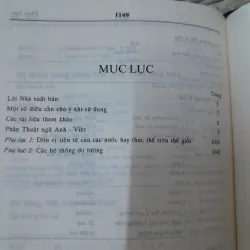 1148
MỤC LỤC
Trang
Lời Nhà xuất bản
Một số điều cần chú ý khi sử dụng
Các tài liệu tham khảo
Phần Thuật ngữ Anh - Việt
Phụ lục 1: Đơn vị tiền tệ của các nước hay thực thể trên thế giới
Phụ lục 2: Các hệ thống đo lường